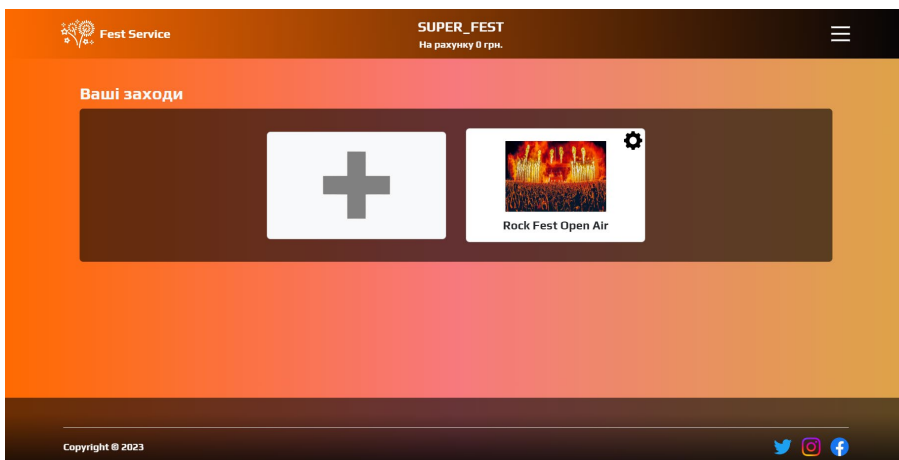 Fest Service
SUPER_FEST
На рахунку 0 грн.
Ваші заходи
Rock Fest Open Air
Copyright © 2023